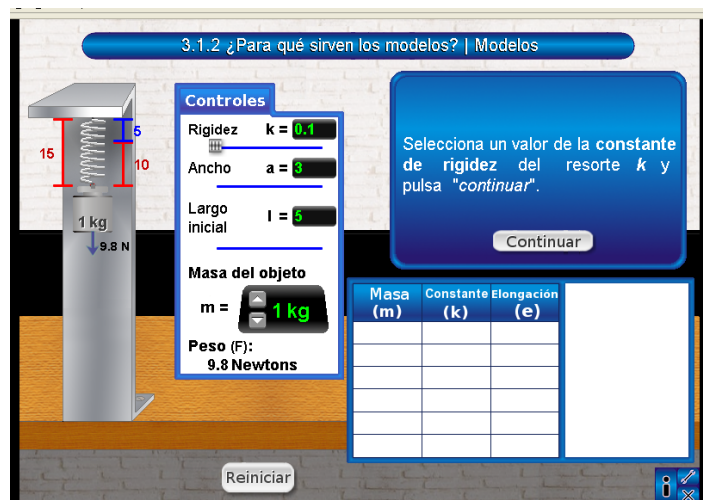 3.1.2 ¿Para qué sirven los modelos? | Modelos
15
5
10
1 kg
9.8 N
Controles
Rigidez k = 0.1
Ancho a = 3
Largo
inicial l = 5
Masa del objeto
m = 1 kg
Peso (F):
9.8 Newtons
Selecciona un valor de la constante
de rigidez del resorte k y
pulsa "continuar".
Continuar
Masa Constante Elongación
(m) (k) (e)
Reiniciar
i